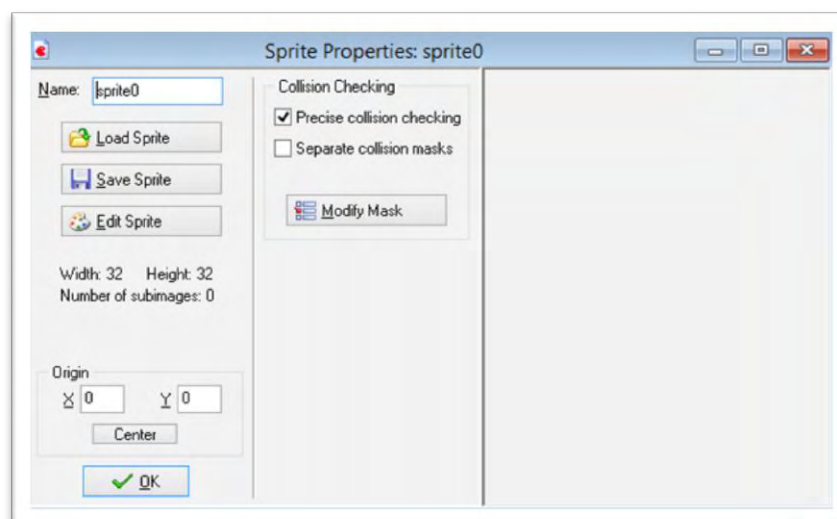 Sprite Properties: sprite0
Name: sprite0
Load Sprite
Save Sprite
Edit Sprite
Width: 32 Height: 32
Number of subimages: 0
Origin
X 0 Y 0
Center
OK
Collision Checking
Precise collision checking
Separate collision masks
Modify Mask